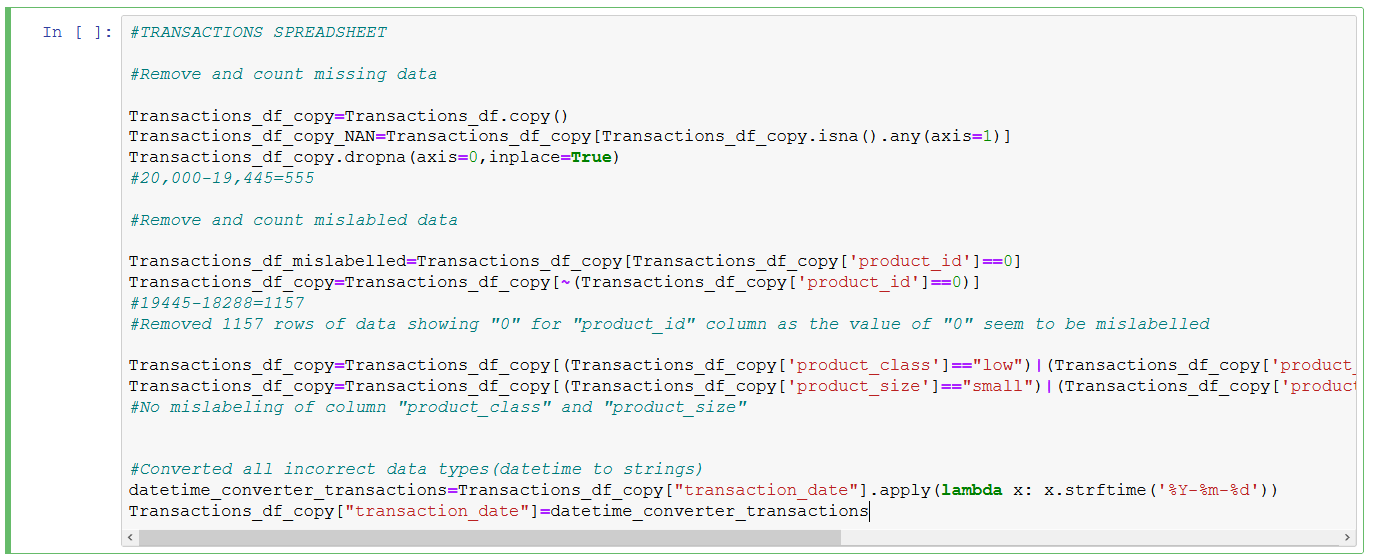 In [ ]:
#TRANSACTIONS SPREADSHEET
#Remove and count missing data
Transactions_df_copy=Transactions_df.copy()
Transactions_df_copy_NAN=Transactions_df_copy[Transactions_df_copy.isna().any(axis=1)]
Transactions_df_copy.dropna(axis=0,inplace=True)
#20,000-19,445=555
#Remove and count mislabled data
Transactions_df_mislabelled=Transactions_df_copy[Transactions_df_copy['product_id']==0]
Transactions_df_copy=Transactions_df_copy[~(Transactions_df_copy['product_id']==0)]
#19445-18288=1157
#Removed 1157 rows of data showing "0" for "product_id" column as the value of "0" seem to be mislabelled
Transactions_df_copy=Transactions_df_copy[(Transactions_df_copy['product_class']=="low")|(Transactions_df_copy['product_
Transactions_df_copy=Transactions_df_copy[(Transactions_df_copy['product_size']=="small")|(Transactions_df_copy['product
#No mislabeling of column "product_class" and "product_size"
#Converted all incorrect data types(datetime to strings)
datetime_converter_transactions=Transactions_df_copy["transaction_date"].apply(lambda x: x.strftime('%Y-%m-%d'))
Transactions_df_copy["transaction_date"]=datetime_converter_transactions